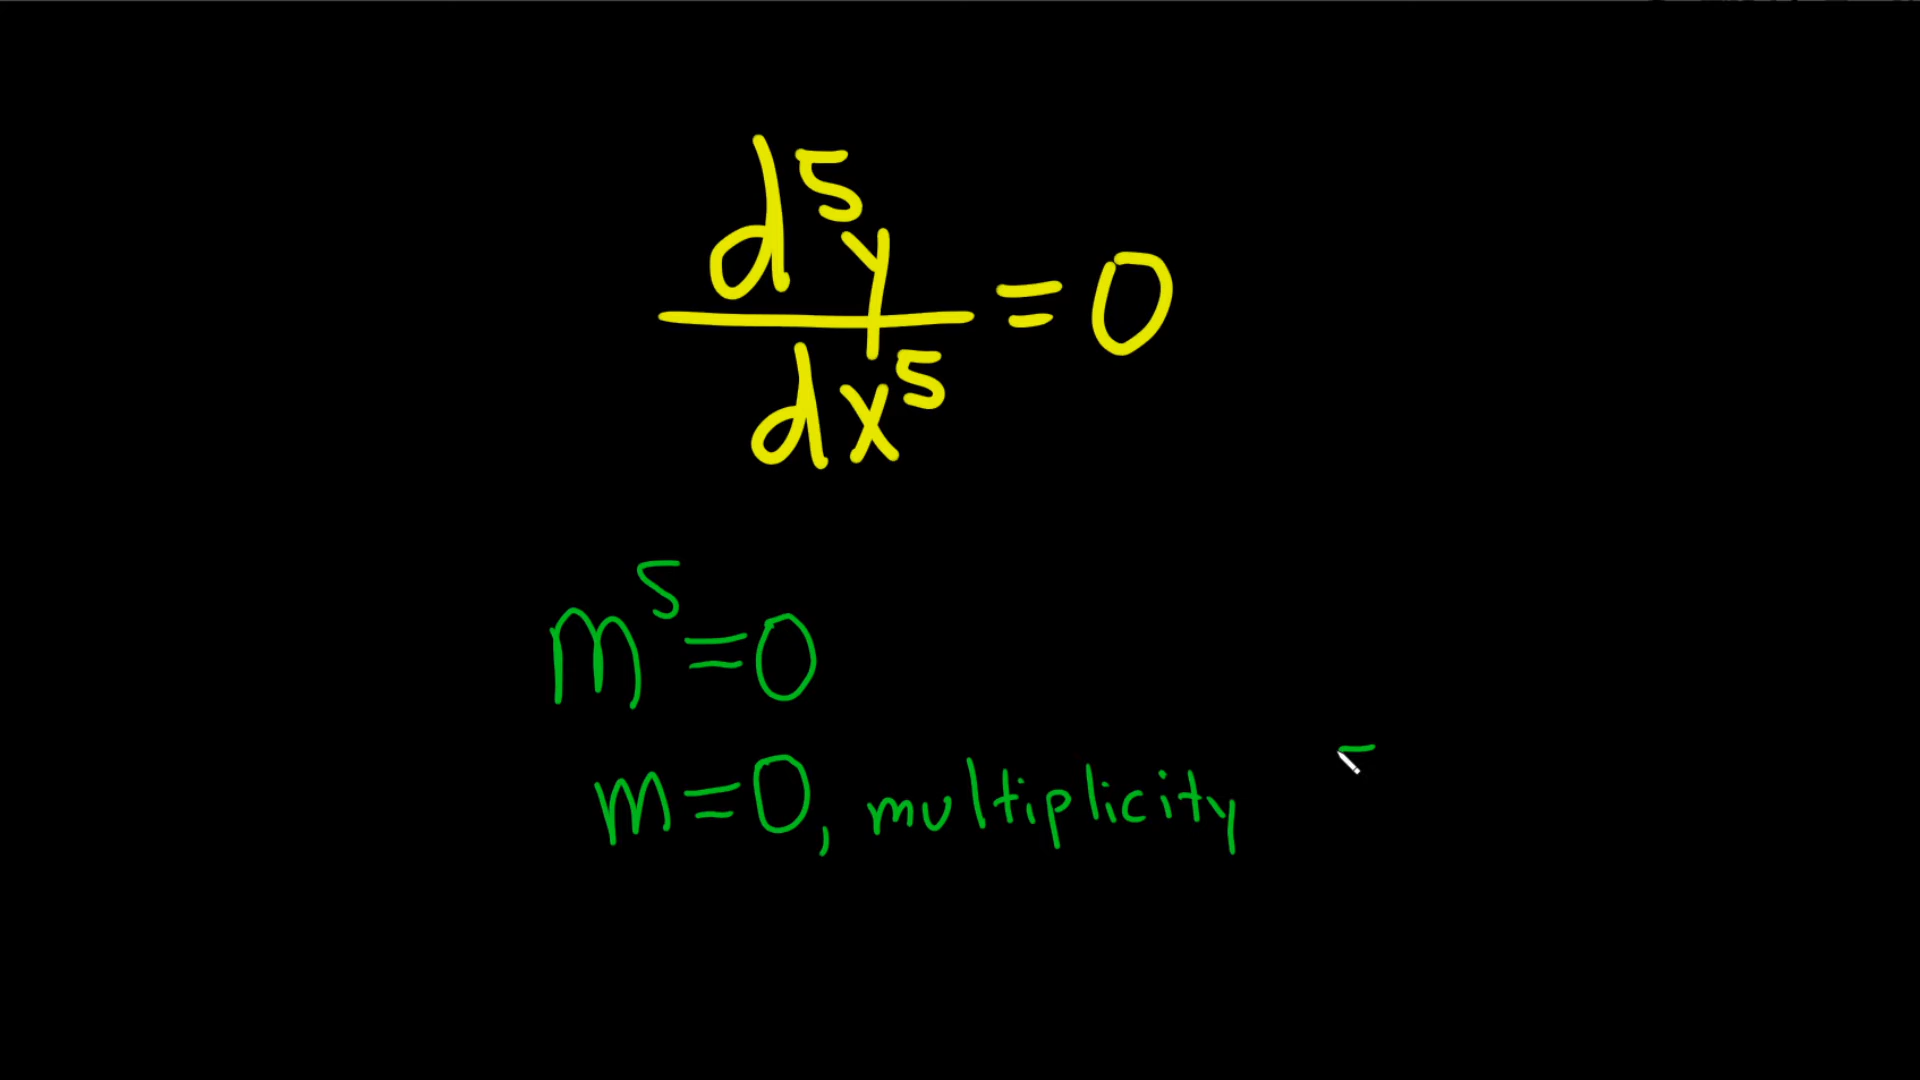 d⁵y/dx⁵ = 0
m⁵ = 0
m = 0, multiplicity